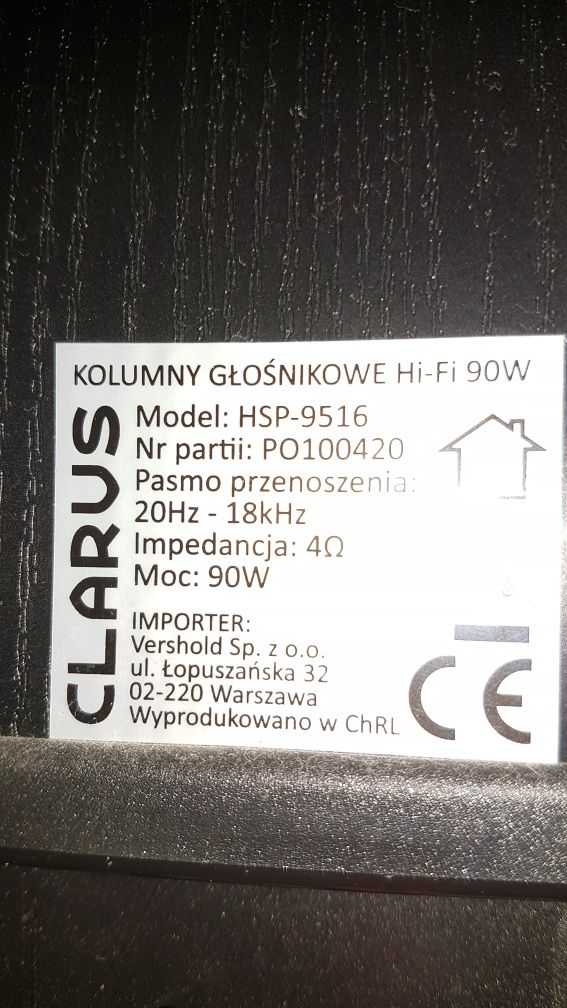 KOLUMNY GŁOŚNIKOWE Hi-Fi 90W
CLARUS
Model: HSP-9516
Nr partii: PO100420
Pasmo przenoszenia:
20Hz - 18kHz
Impedancja: 4Ω
Moc: 90W
IMPORTER:
Vershold Sp. z o.o.
ul. Łopuszańska 32
02-220 Warszawa
Wyprodukowano w ChRL
CE